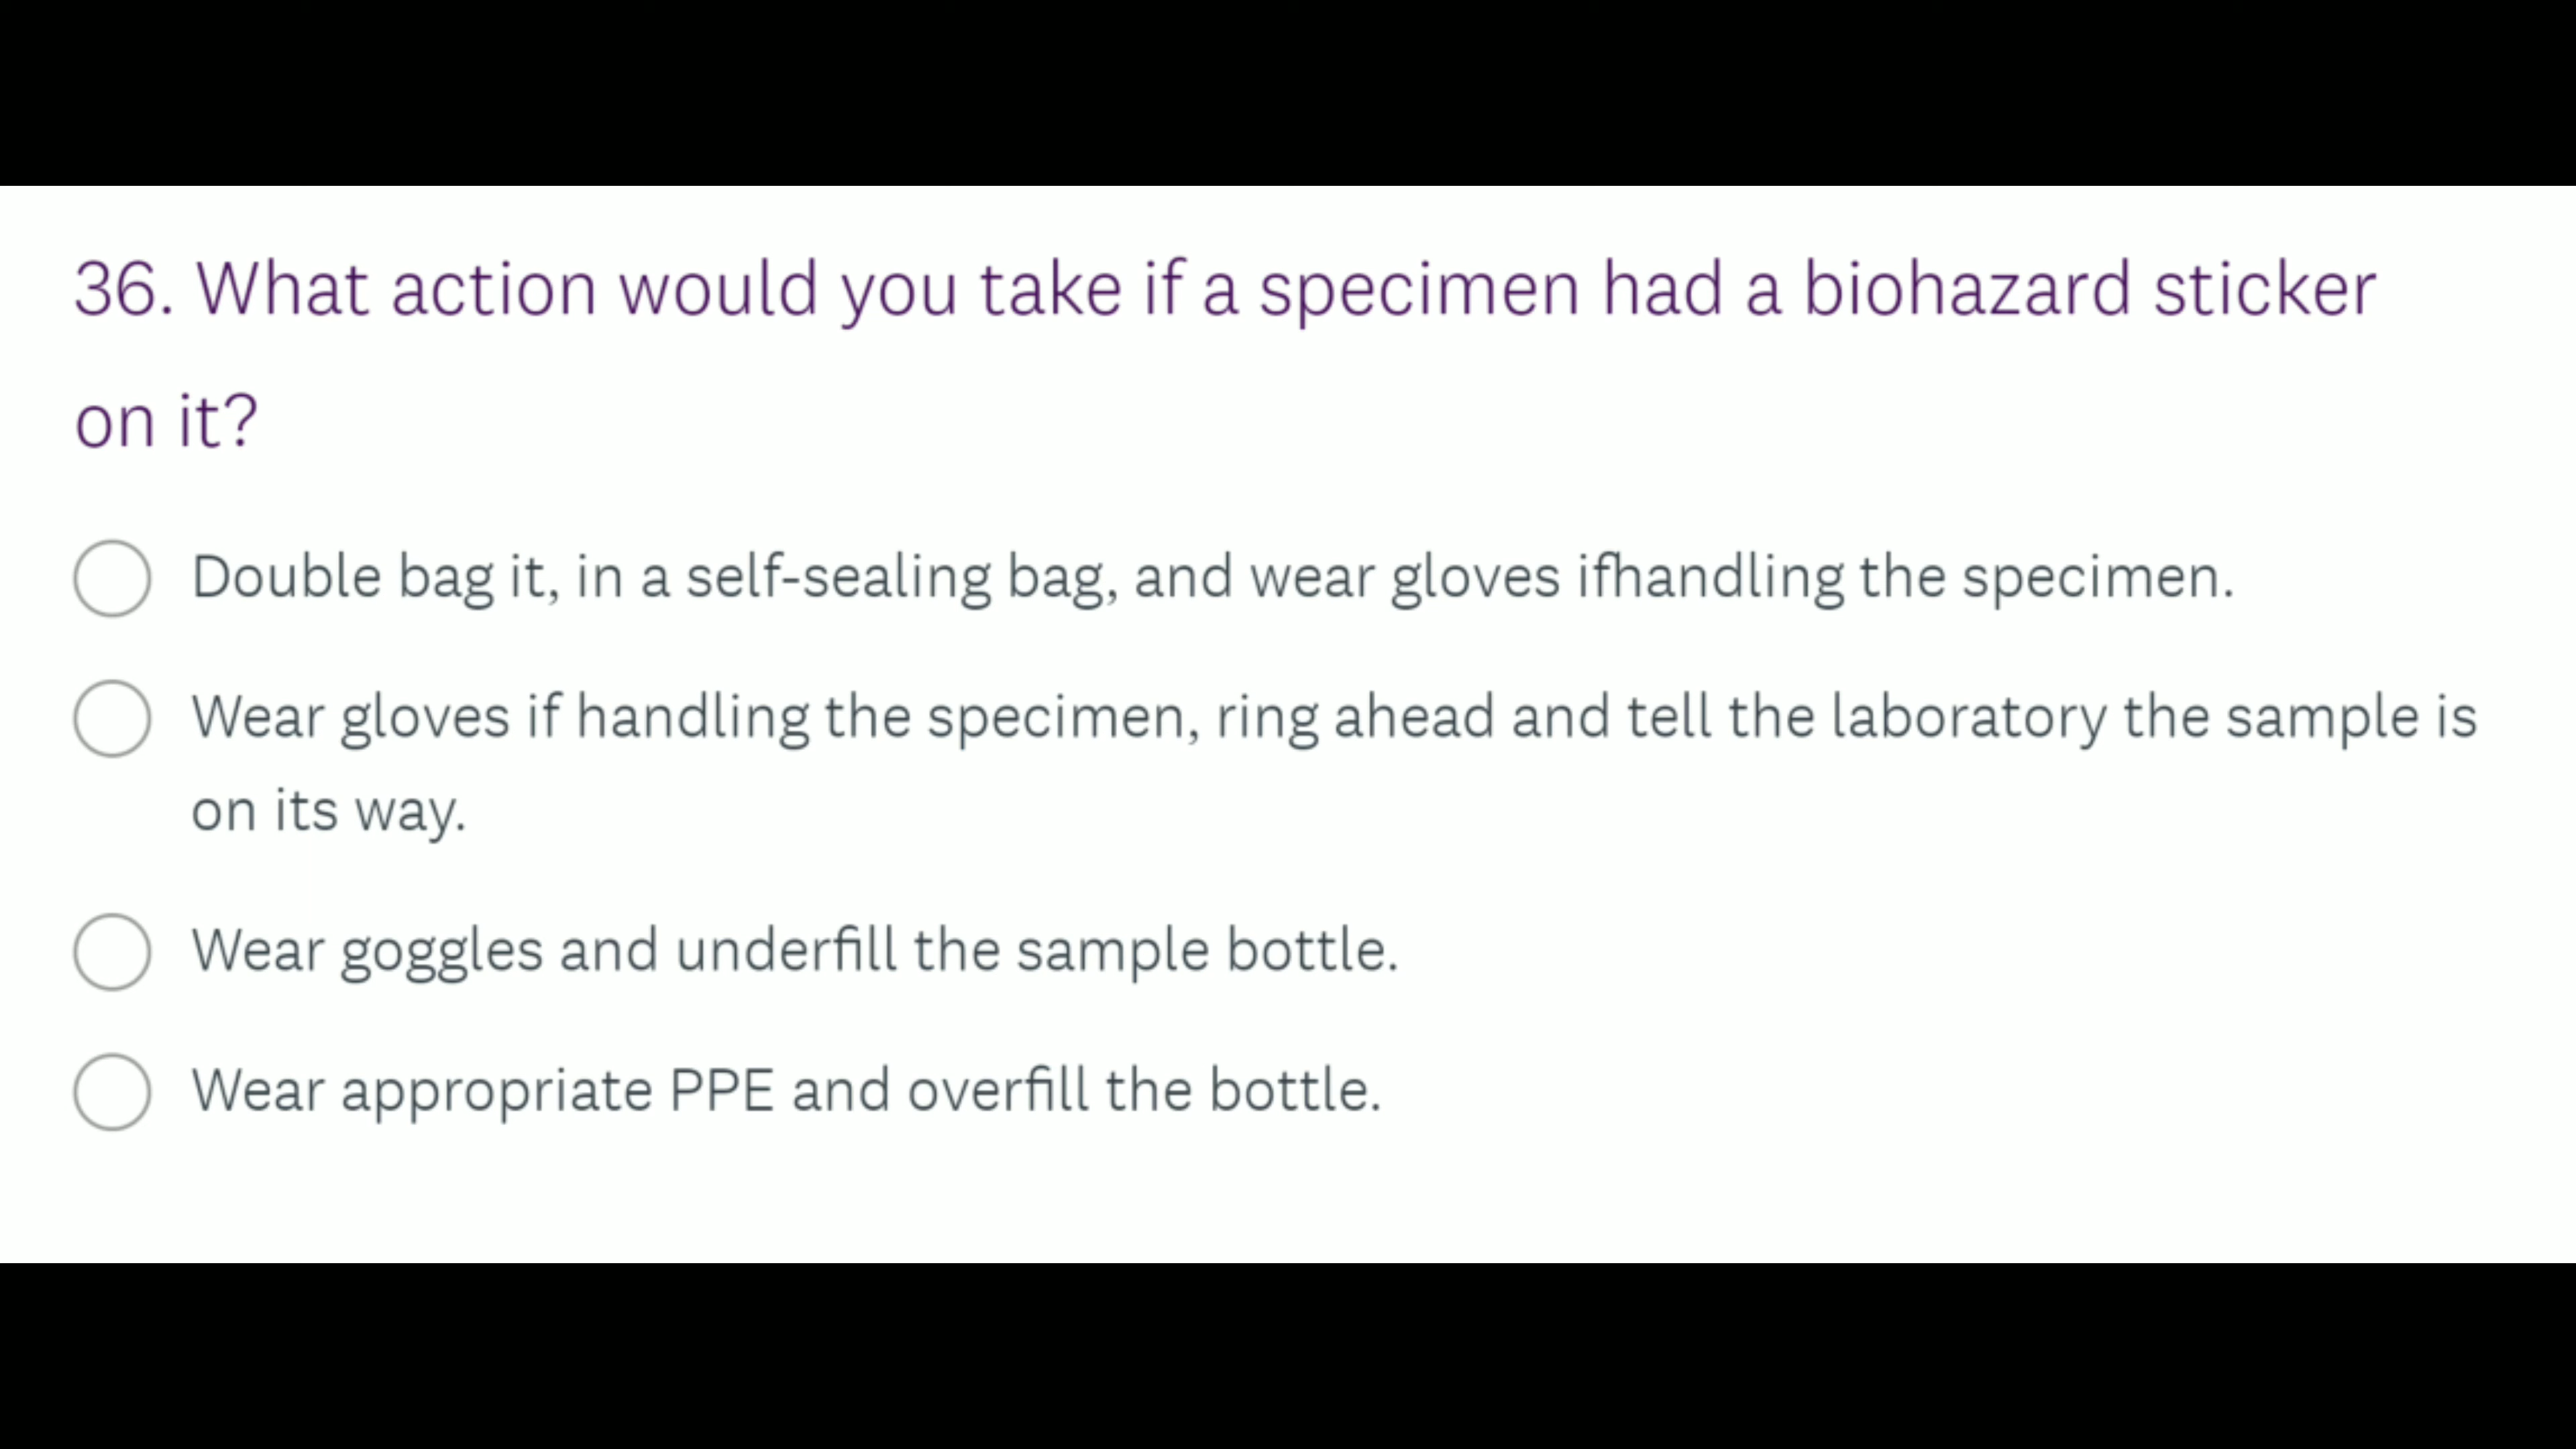 36. What action would you take if a specimen had a biohazard sticker
on it?
Double bag it, in a self-sealing bag, and wear gloves ifhandling the specimen.
Wear gloves if handling the specimen, ring ahead and tell the laboratory the sample is
on its way.
Wear goggles and underfill the sample bottle.
Wear appropriate PPE and overfill the bottle.